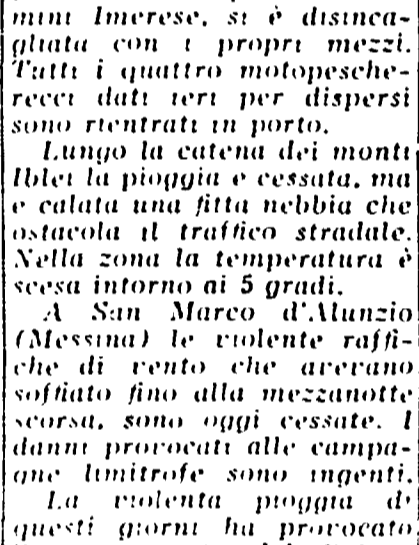 mini Imerese, si è disinca-
gliata con i propri mezzi.
Tutti i quattro motopesche-
recci dati ieri per dispersi
sono rientrati in porto.
Lungo la catena dei monti
Iblei la pioggia e cessata, ma
e calata una fitta nebbia che
ostacola il traffico stradale.
Nella zona la temperatura è
scesa intorno ai 5 gradi.
A San Marco d'Alunzio
(Messina) le violente raffi-
che di vento che avevano
soffiato fino alla mezzanotte
scorsa, sono oggi cessate. I
danni provocati alle campa-
gne limitrofe sono ingenti.
La violenta pioggia di
questi giorni ha provocato